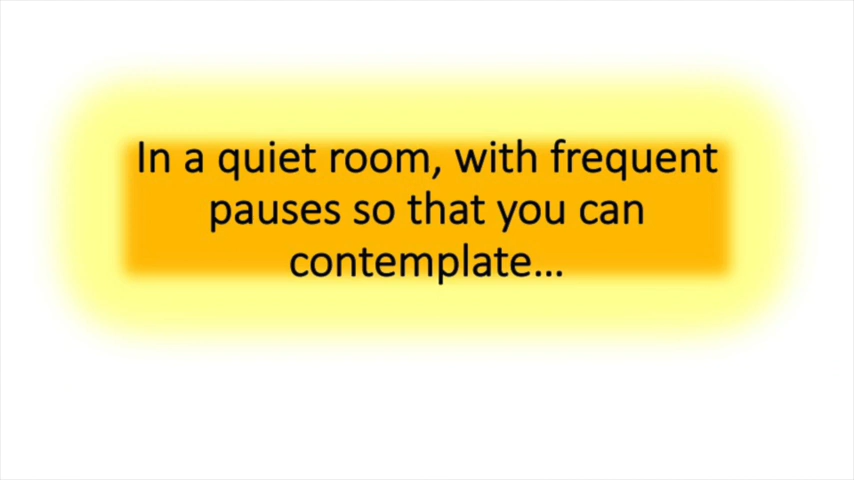 In a quiet room, with frequent
pauses so that you can
contemplate...